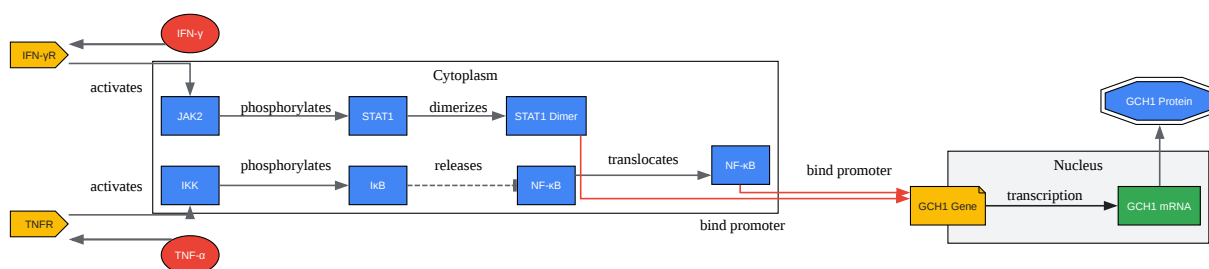 IFN-γ
IFN-γR
activates
Cytoplasm
JAK2
phosphorylates
STAT1
dimerizes
STAT1 Dimer
GCH1 Protein
IKK
phosphorylates
IκB
releases
NF-κB
translocates
NF-κB
bind promoter
Nucleus
activates
TNFR
TNF-α
bind promoter
GCH1 Gene
transcription
GCH1 mRNA